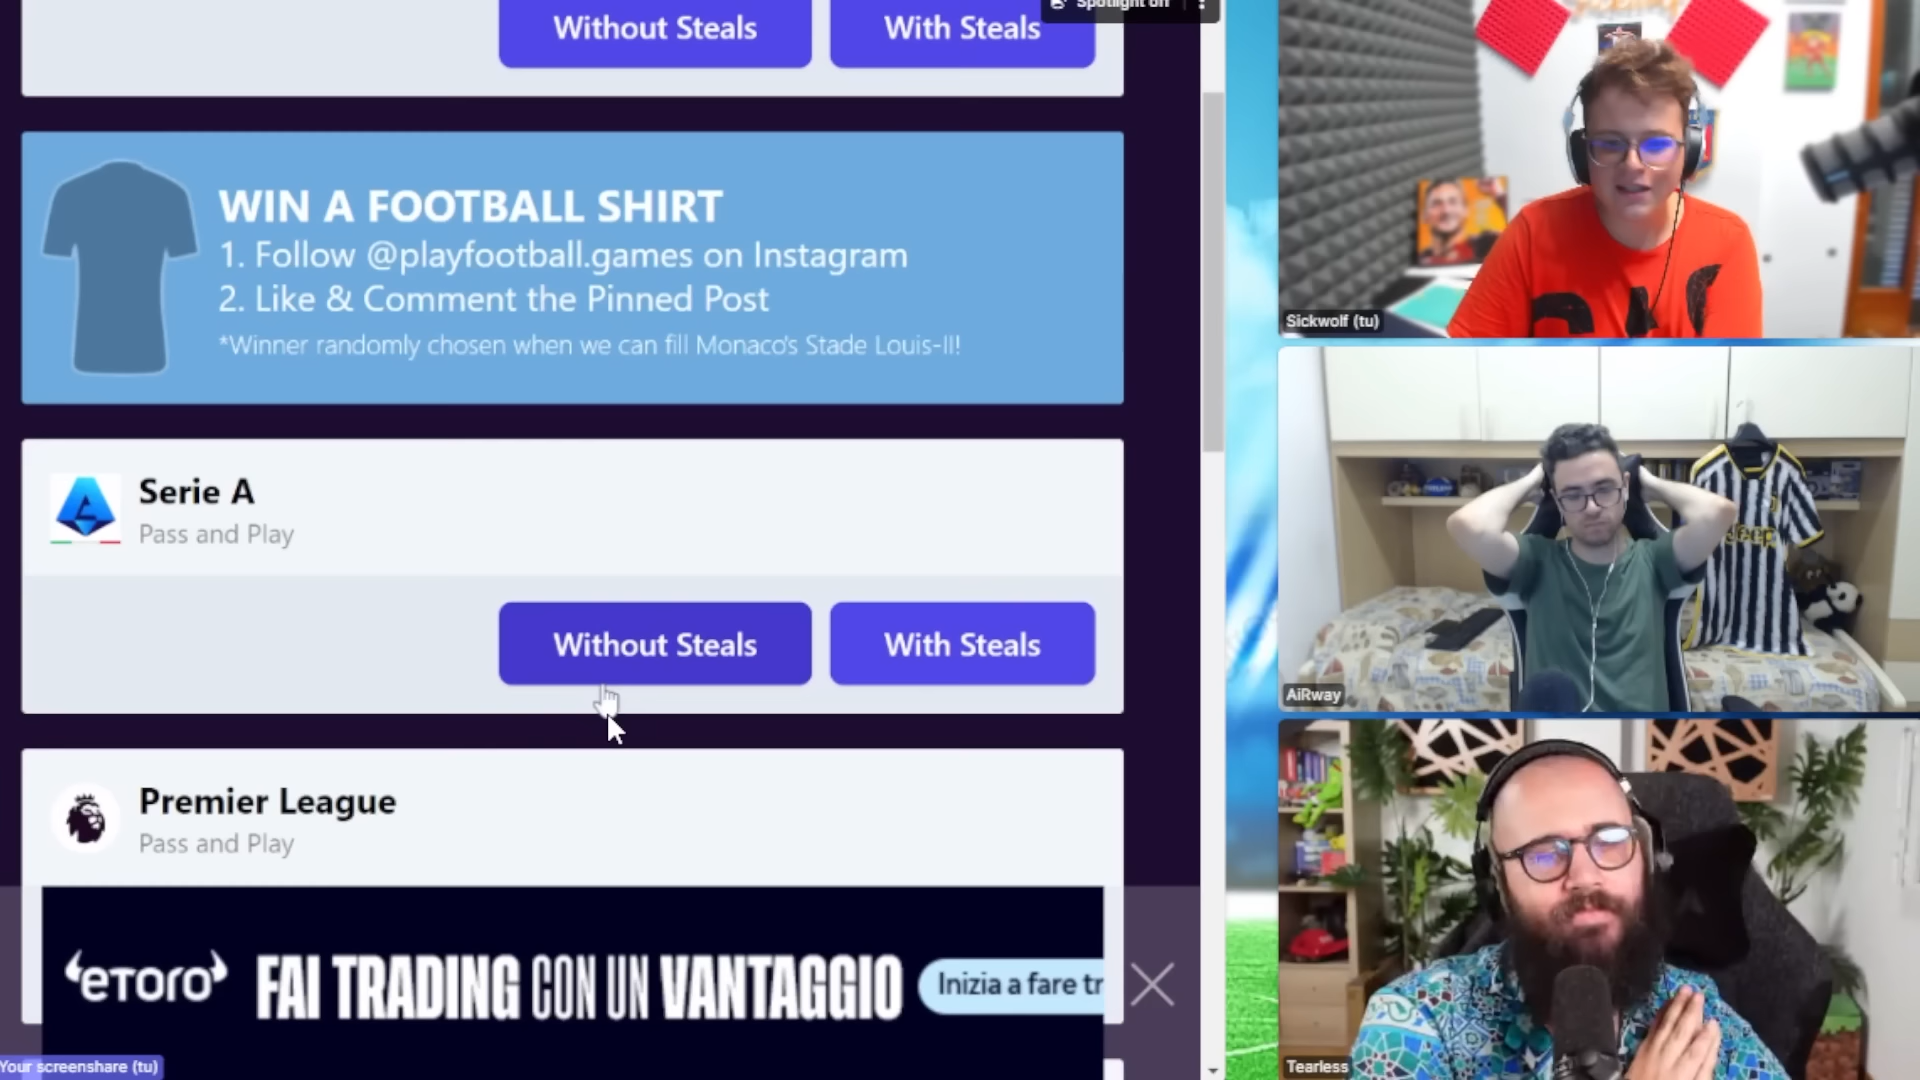 Spotlight off
Without Steals
With Steals
WIN A FOOTBALL SHIRT
1. Follow @playfootball.games on Instagram
2. Like & Comment the Pinned Post
*Winner randomly chosen when we can fill Monaco's Stade Louis-II!
Serie A
Pass and Play
Without Steals
With Steals
Premier League
Pass and Play
eTORO
FAI TRADING CON UN VANTAGGIO
Inizia a fare tr
Your screenshare (tu)
Sickwolf (tu)
Jeep
AiRway
Tearless